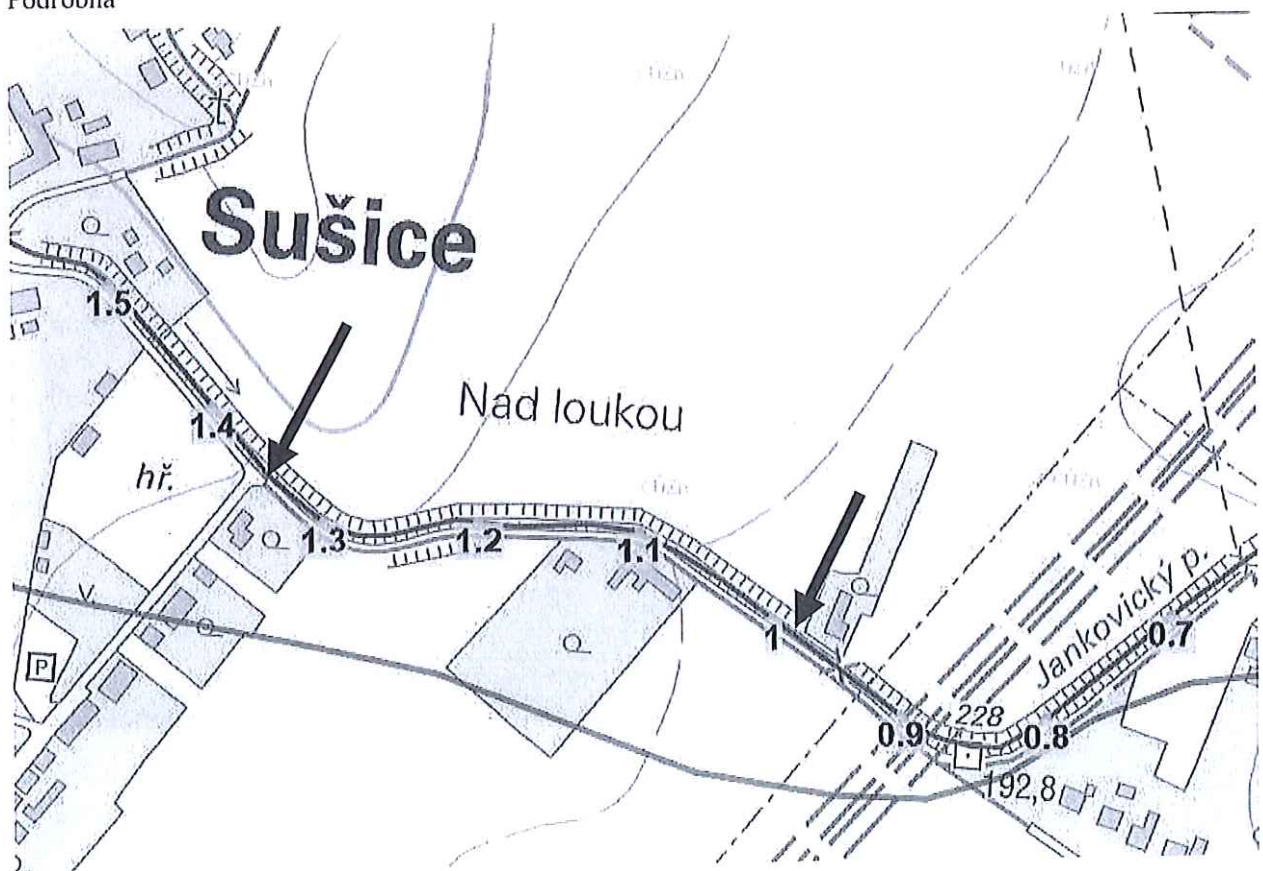 Podrobná
Sušice
1.5
Nad loukou
1.4
hř.
1.3
1.2
1.1
1
Jankovický p.
0.7
P
228
0.9
0.8
192,8